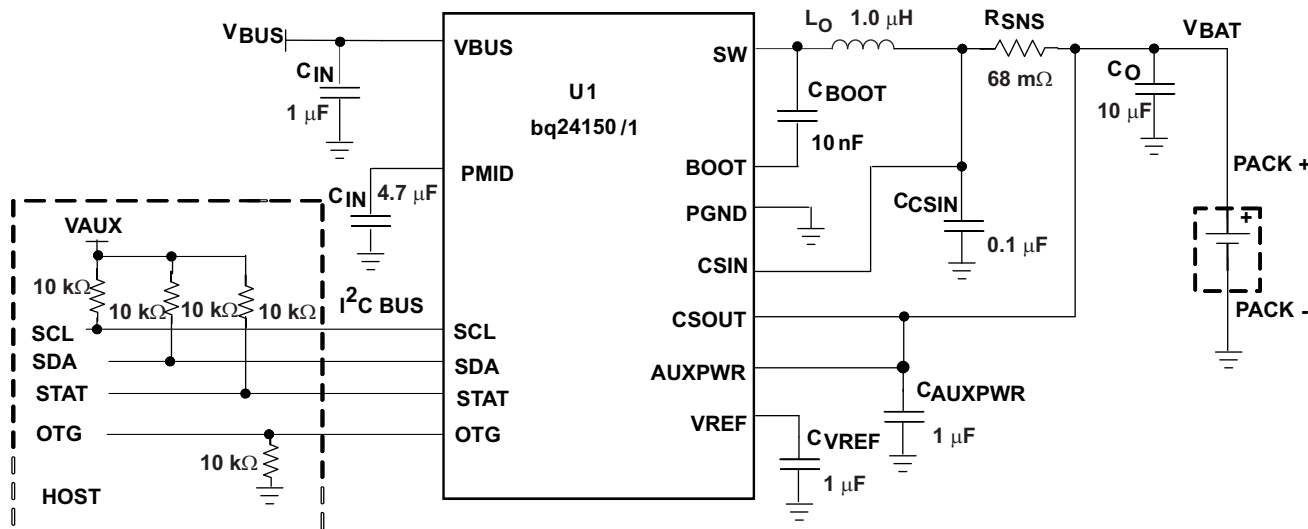 VBUS
CIN
1 μF
VBUS
U1
bq24150/1
PMID
CIN
4.7 μF
SW
LO
1.0 μH
RSNS
68 mΩ
VBAT
CBOOT
10 nF
CO
10 μF
BOOT
PGND
CCSIN
0.1 μF
CSIN
PACK +
+
PACK -
VAUX
10 kΩ
10 kΩ
10 kΩ
I2C BUS
SCL
SCL
SDA
SDA
STAT
STAT
OTG
OTG
10 kΩ
HOST
CSOUT
AUXPWR
CAUXPWR
1 μF
VREF
CVREF
1 μF